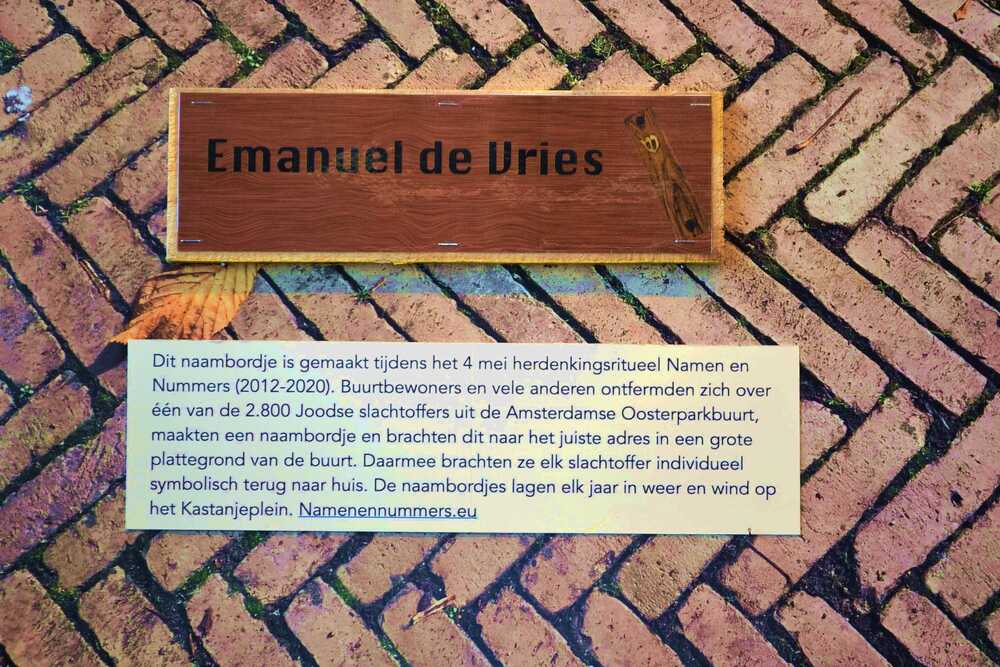 Emanuel de Vries
Dit naambordje is gemaakt tijdens het 4 mei herdenkingsritueel Namen en
Nummers (2012-2020). Buurtbewoners en vele anderen ontfermden zich over
één van de 2.800 Joodse slachtoffers uit de Amsterdamse Oosterparkbuurt,
maakten een naambordje en brachten dit naar het juiste adres in een grote
plattegrond van de buurt. Daarmee brachten ze elk slachtoffer individueel
symbolisch terug naar huis. De naambordjes lagen elk jaar in weer en wind op
het Kastanjeplein. Namenennummers.eu